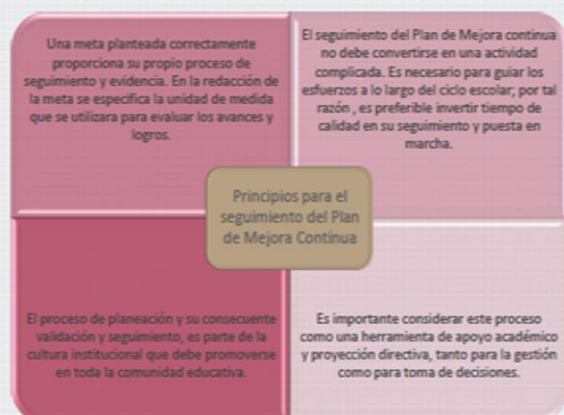 Una meta planteada correctamente
proporciona su propio proceso de
seguimiento y evidencia. En la redacción de
la meta se especifica la unidad de medida
que se utilizara para evaluar los avances y
logros.
El seguimiento del Plan de Mejora continua
no debe convertirse en una actividad
complicada. Es necesario para guiar los
esfuerzos a lo largo del ciclo escolar; por tal
razón , es preferible invertir tiempo de
calidad en su seguimiento y puesta en
marcha.
Principios para el
seguimiento del Plan
de Mejora Continua
El proceso de planeación y su consecuente
validación y seguimiento, es parte de la
cultura institucional que debe promoverse
en toda la comunidad educativa.
Es importante considerar este proceso
como una herramienta de apoyo académico
y proyección directiva, tanto para la gestión
como para toma de decisiones.